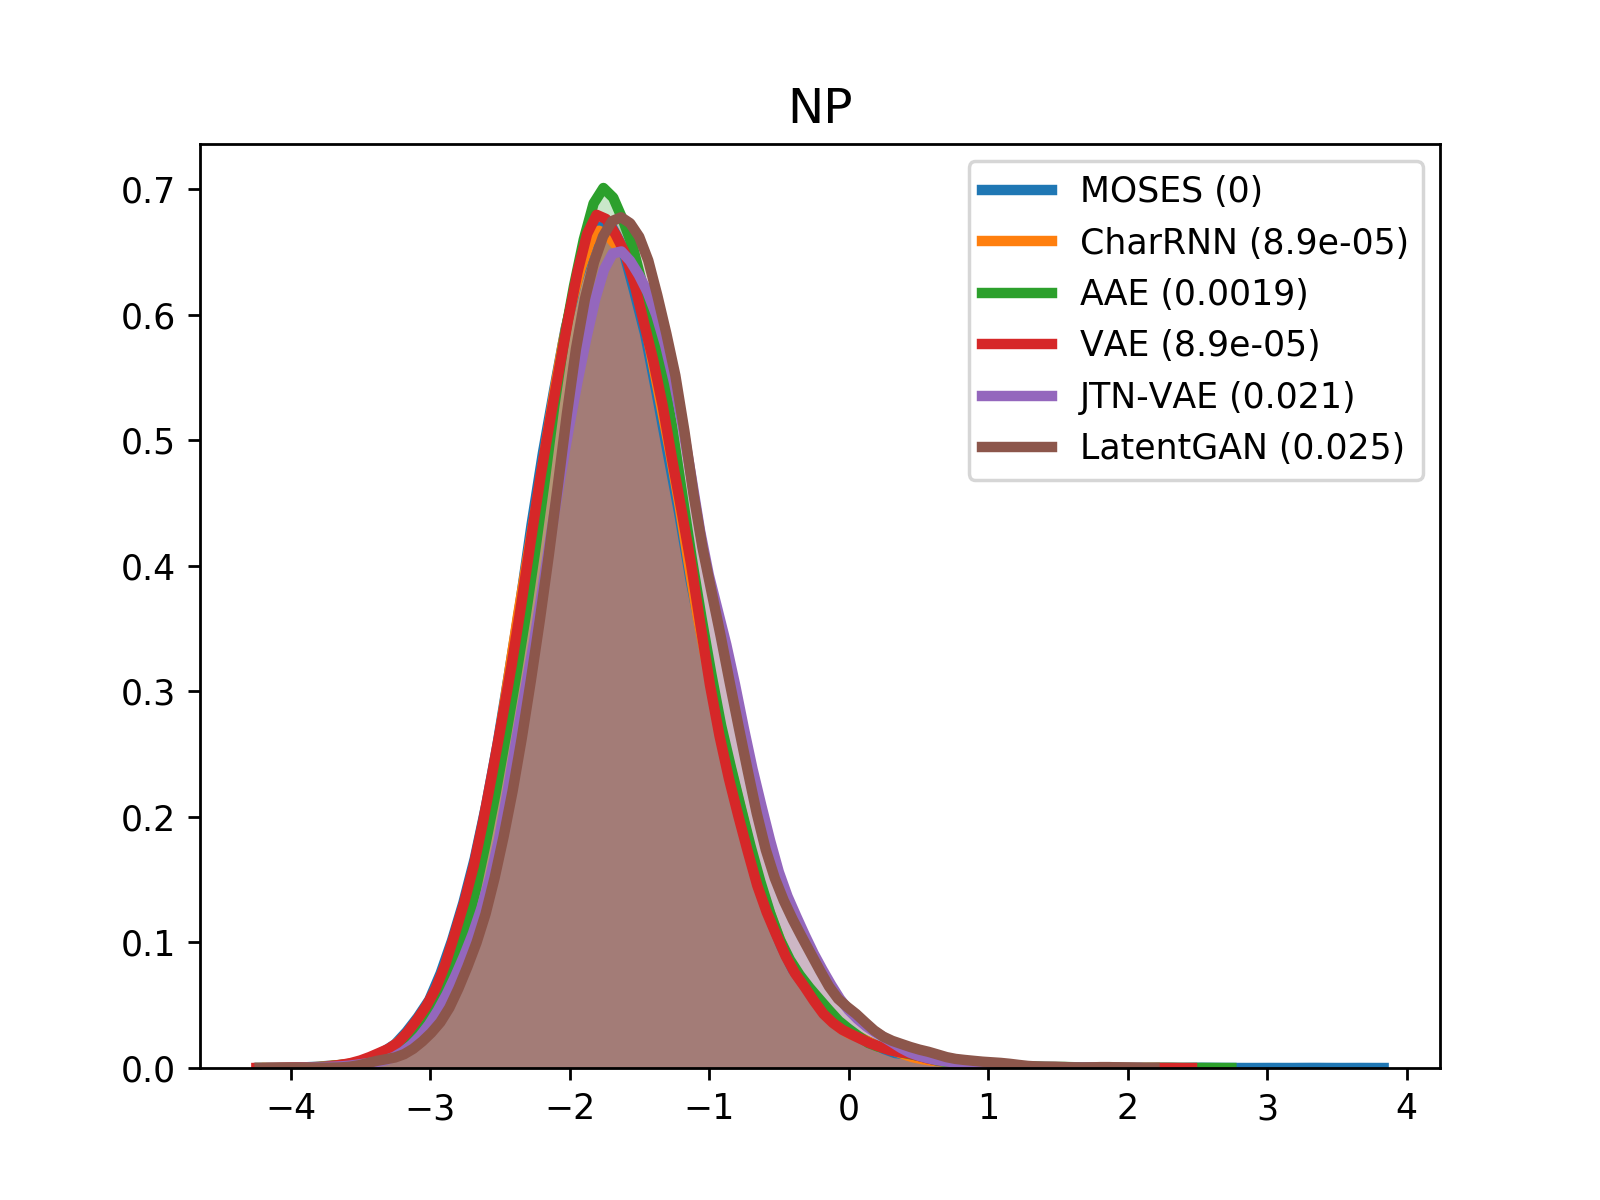 NP
0.7
0.6
0.5
0.4
0.3
0.2
0.1
0.0
MOSES (0)
CharRNN (8.9e-05)
AAE (0.0019)
VAE (8.9e-05)
JTN-VAE (0.021)
LatentGAN (0.025)
−4 −3 −2 −1 0 1 2 3 4